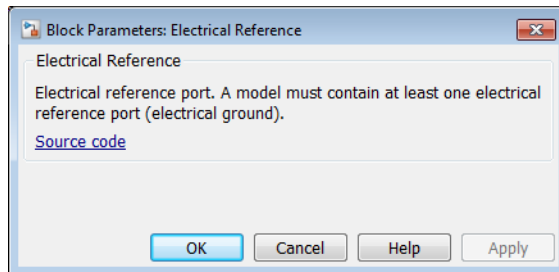 Block Parameters: Electrical Reference
Electrical Reference
Electrical reference port. A model must contain at least one electrical
reference port (electrical ground).
Source code
OK Cancel Help Apply